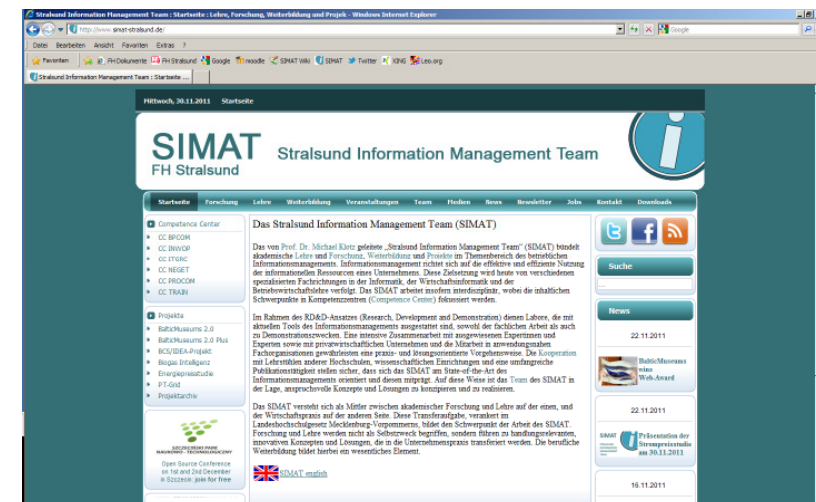 Stralsund Information Management Team : Startseite : Lehre, Forschung, Weiterbildung und Projek - Windows Internet Explorer
http://www.simat-stralsund.de/
Google
Datei Bearbeiten Ansicht Favoriten Extras ?
Favoriten FH Dokumente FH Stralsund Google moodle SIMAT Wiki SIMAT Twitter XING Leo.org
Stralsund Information Management Team : Startseite ...
Mittwoch, 30.11.2011 Startseite
SIMAT
FH Stralsund
Stralsund Information Management Team
Startseite Forschung Lehre Weiterbildung Veranstaltungen Team Medien News Newsletter Jobs Kontakt Downloads
Competence Center
CC BPCOM
CC INWOP
CC ITGRC
CC NEGET
CC PROCOM
CC TRAIN
Projekte
BalticMuseums 2.0
BalticMuseums 2.0 Plus
BCS/IDEA-Projekt
Biogas Intelligenz
Energiepreisstudie
PT-Grid
Projektarchiv
SZCZECIŃSKI PARK
NAUKOWO - TECHNOLOGICZNY
Open Source Conference
on 1st and 2nd December
in Szczecin: join for free
Das Stralsund Information Management Team (SIMAT)
Das von Prof. Dr. Michael Klotz geleitete „Stralsund Information Management Team“ (SIMAT) bündelt
akademische Lehre und Forschung, Weiterbildung und Projekte im Themenbereich des betrieblichen
Informationsmanagements. Informationsmanagement richtet sich auf die effektive und effiziente Nutzung
der informationellen Ressourcen eines Unternehmens. Diese Zielsetzung wird heute von verschiedenen
spezialisierten Fachrichtungen in der Informatik, der Wirtschaftsinformatik und der
Betriebswirtschaftslehre verfolgt. Das SIMAT arbeitet insofern interdisziplinär, wobei die inhaltlichen
Schwerpunkte in Kompetenzzentren (Competence Center) fokussiert werden.
Im Rahmen des RD&D-Ansatzes (Research, Development and Demonstration) dienen Labore, die mit
aktuellen Tools des Informationsmanagements ausgestattet sind, sowohl der fachlichen Arbeit als auch
zu Demonstrationszwecken. Eine intensive Zusammenarbeit mit ausgewiesenen Expertinnen und
Experten sowie mit privatwirtschaftlichen Unternehmen und die Mitarbeit in anwendungsnahen
Fachorganisationen gewährleisten eine praxis- und lösungsorientierte Vorgehensweise. Die Kooperation
mit Lehrstühlen anderer Hochschulen, wissenschaftlichen Einrichtungen und eine umfangreiche
Publikationstätigkeit stellen sicher, dass sich das SIMAT am State-of-the-Art des
Informationsmanagements orientiert und diesen mitprägt. Auf diese Weise ist das Team des SIMAT in
der Lage, anspruchsvolle Konzepte und Lösungen zu konzipieren und zu realisieren.
Das SIMAT versteht sich als Mittler zwischen akademischer Forschung und Lehre auf der einen, und
der Wirtschaftspraxis auf der anderen Seite. Diese Transferaufgabe, verankert im
Landeshochschulgesetz Mecklenburg-Vorpommerns, bildet den Schwerpunkt der Arbeit des SIMAT.
Forschung und Lehre werden nicht als Selbstzweck begriffen, sondern führen zu handlungsrelevanten,
innovativen Konzepten und Lösungen, die in die Unternehmenspraxis transferiert werden. Die berufliche
Weiterbildung bildet hierbei ein wesentliches Element.
SIMAT english
Suche
...
News
22.11.2011
BalticMuseums
wins
Web-Award
22.11.2011
SIMAT
Präsentation der
Strompreisstudie
am 30.11.2011
16.11.2011